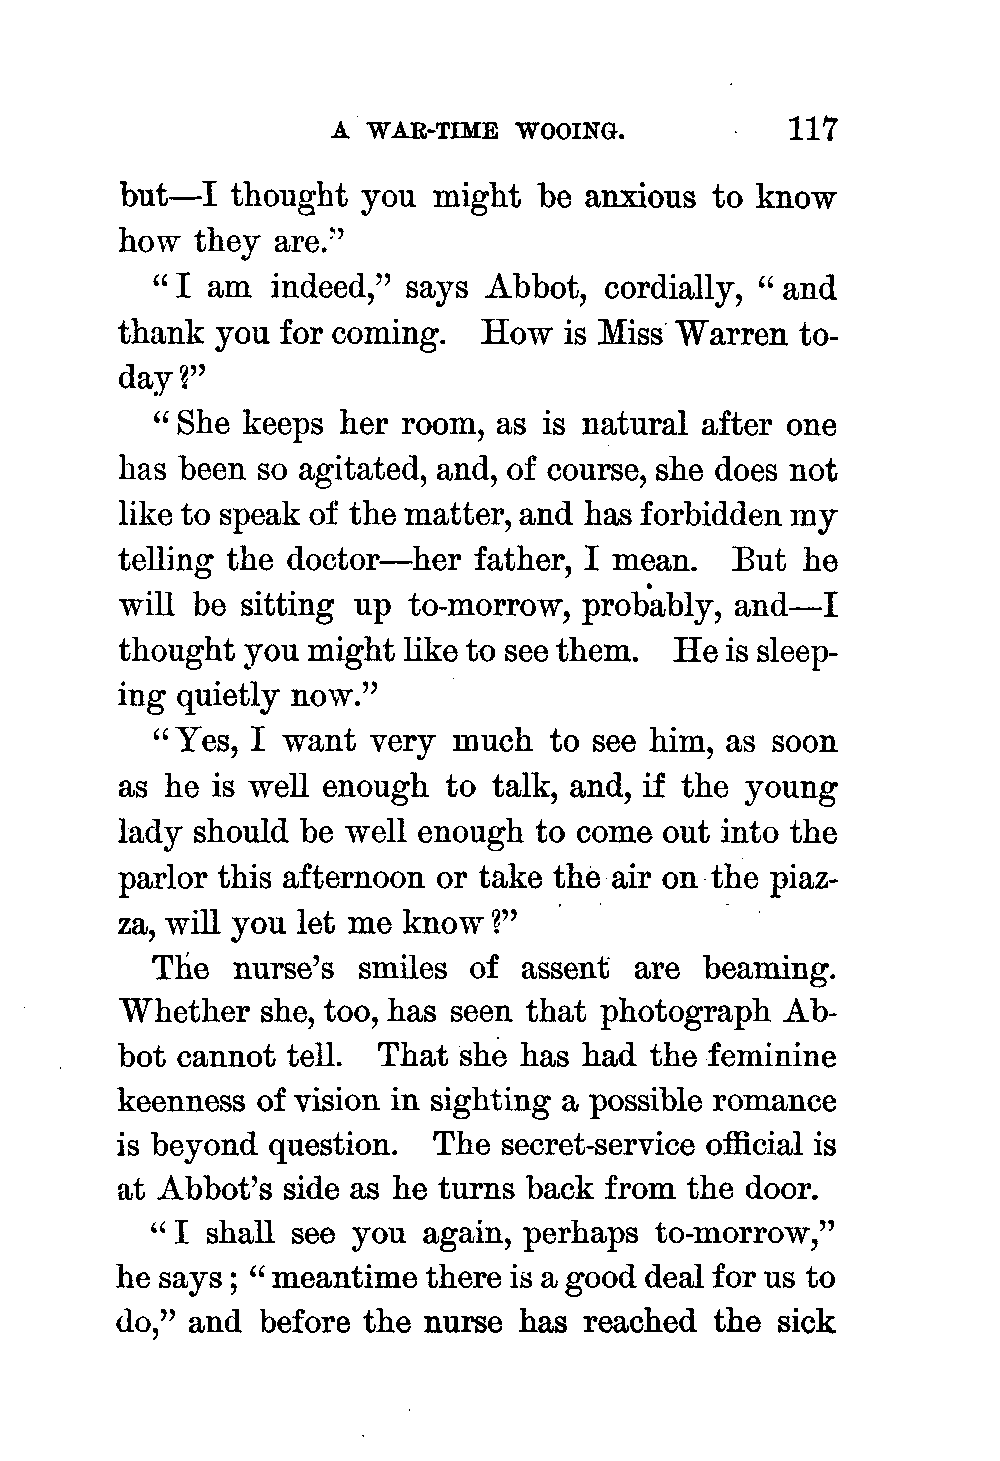 A WAR-TIME WOOING. 117
but—I thought you might be anxious to know
how they are."
"I am indeed," says Abbot, cordially, "and
thank you for coming. How is Miss Warren to-
day?"
"She keeps her room, as is natural after one
has been so agitated, and, of course, she does not
like to speak of the matter, and has forbidden my
telling the doctor—her father, I mean. But he
will be sitting up to-morrow, probably, and—I
thought you might like to see them. He is sleep-
ing quietly now."
"Yes, I want very much to see him, as soon
as he is well enough to talk, and, if the young
lady should be well enough to come out into the
parlor this afternoon or take the air on the piaz-
za, will you let me know?"
The nurse's smiles of assent are beaming.
Whether she, too, has seen that photograph Ab-
bot cannot tell. That she has had the feminine
keenness of vision in sighting a possible romance
is beyond question. The secret-service official is
at Abbot's side as he turns back from the door.
"I shall see you again, perhaps to-morrow,"
he says; "meantime there is a good deal for us to
do," and before the nurse has reached the sick